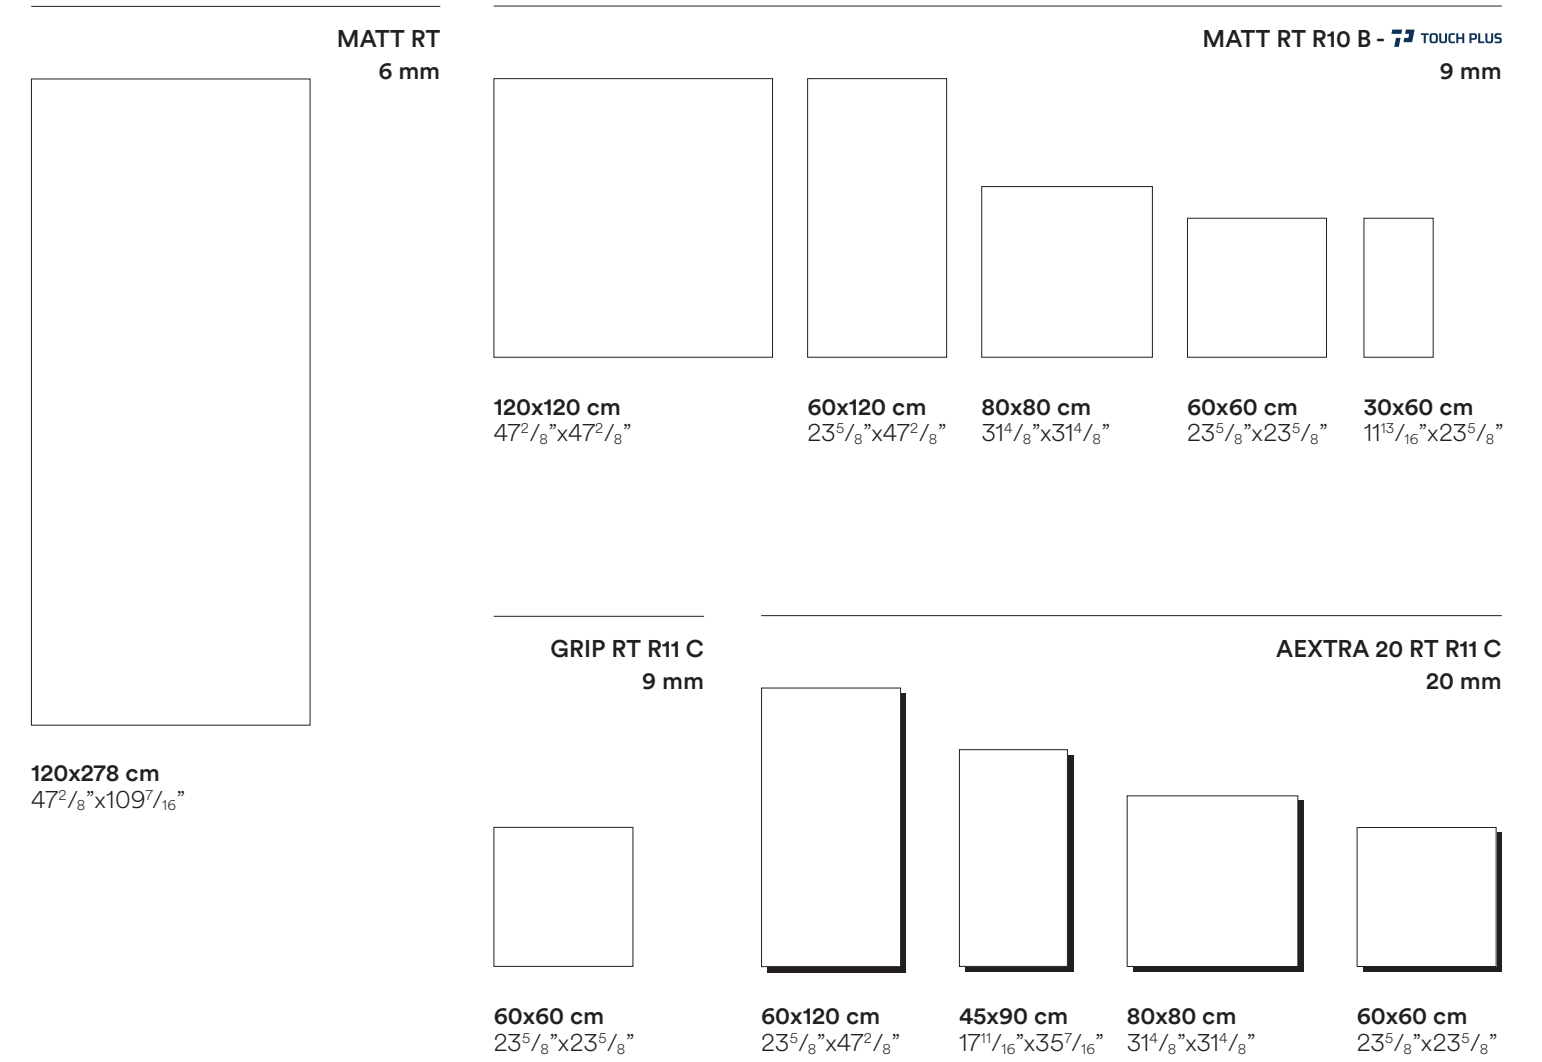 MATT RT
6 mm
120x278 cm
47²/₈”x109⁷/₁₆”
MATT RT R10 B - TOUCH PLUS
9 mm
120x120 cm
47²/₈”x47²/₈”
60x120 cm
23⁵/₈”x47²/₈”
80x80 cm
31⁴/₈”x31⁴/₈”
60x60 cm
23⁵/₈”x23⁵/₈”
30x60 cm
11¹³/₁₆”x23⁵/₈”
GRIP RT R11 C
9 mm
60x60 cm
23⁵/₈”x23⁵/₈”
AEXTRA 20 RT R11 C
20 mm
60x120 cm
23⁵/₈”x47²/₈”
45x90 cm
17¹¹/₁₆”x35⁷/₁₆”
80x80 cm
31⁴/₈”x31⁴/₈”
60x60 cm
23⁵/₈”x23⁵/₈”